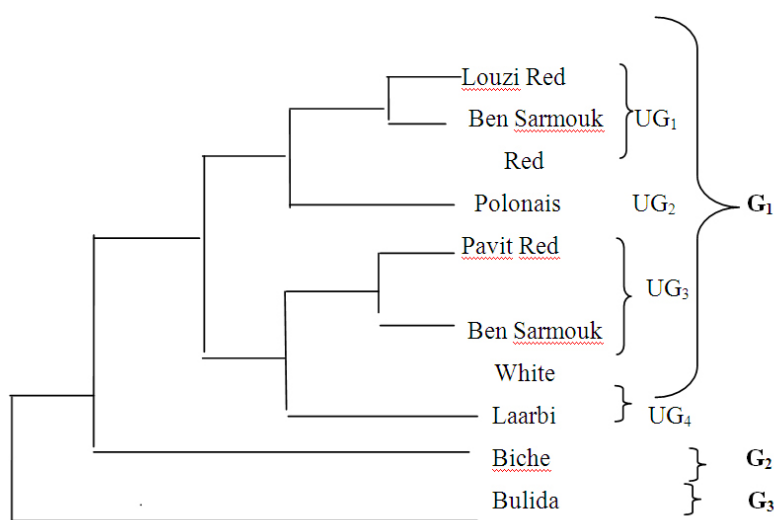 Louzi Red
Ben Sarmouk UG₁
Red
Polonais UG₂ G₁
Pavit Red
UG₃
Ben Sarmouk
White
Laarbi UG₄
Biche G₂
Bulida G₃